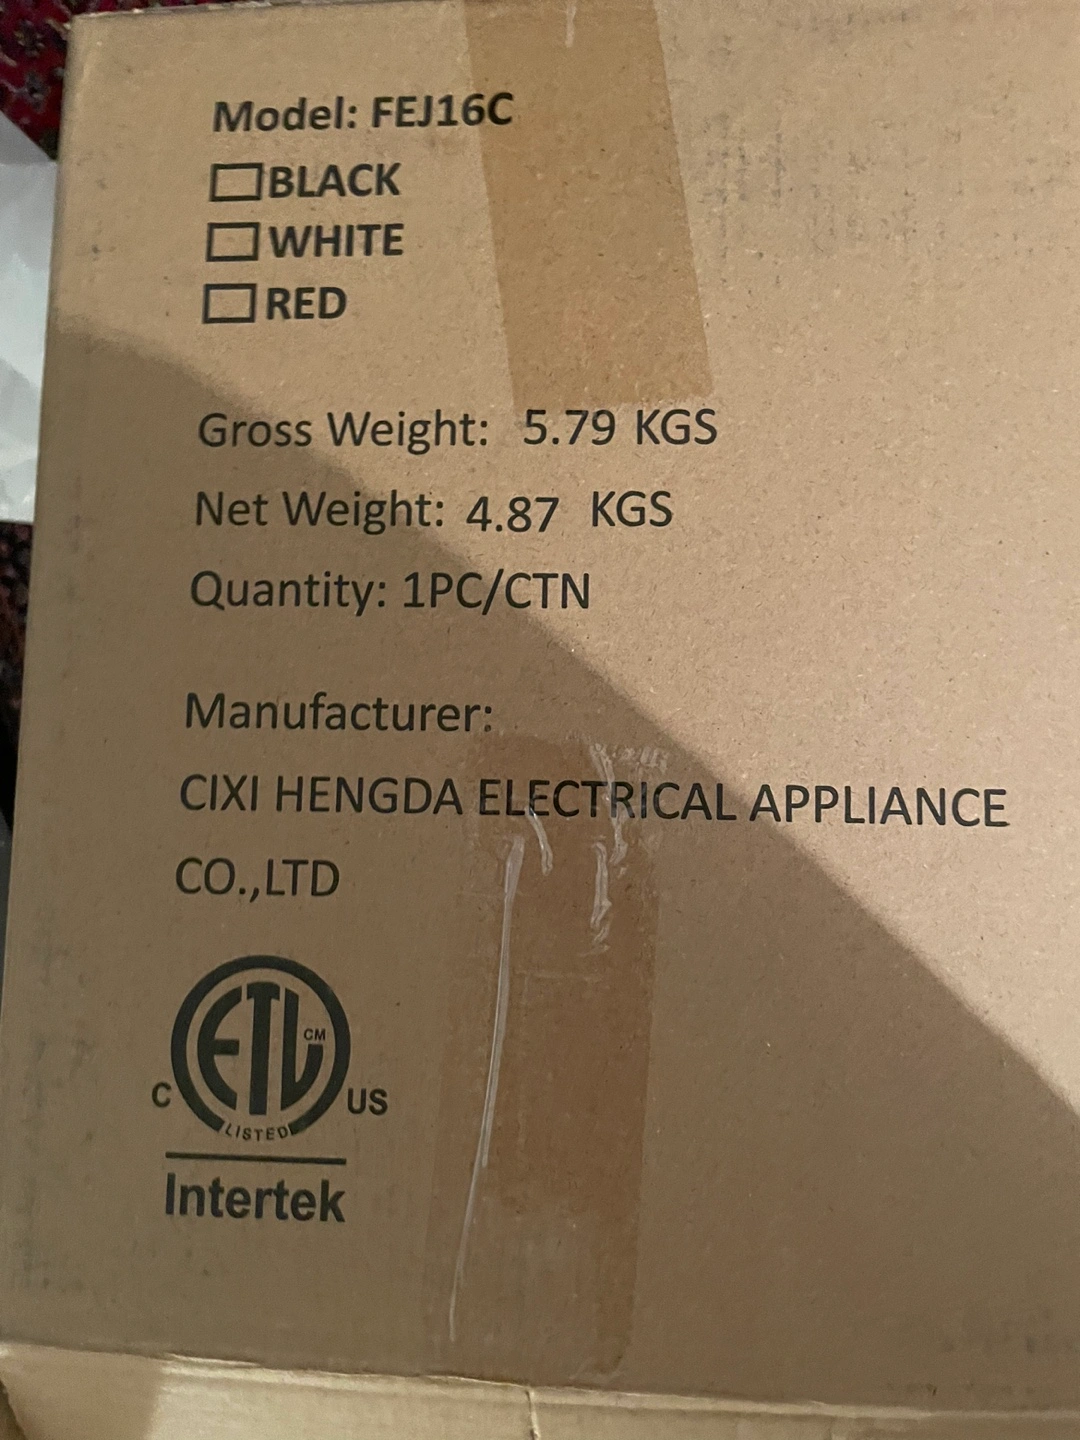 Model: FEJ16C
BLACK
WHITE
RED
Gross Weight: 5.79 KGS
Net Weight: 4.87 KGS
Quantity: 1PC/CTN
Manufacturer:
CIXI HENGDA ELECTRICAL APPLIANCE
CO.,LTD
ETL CM
C US
LISTED
Intertek